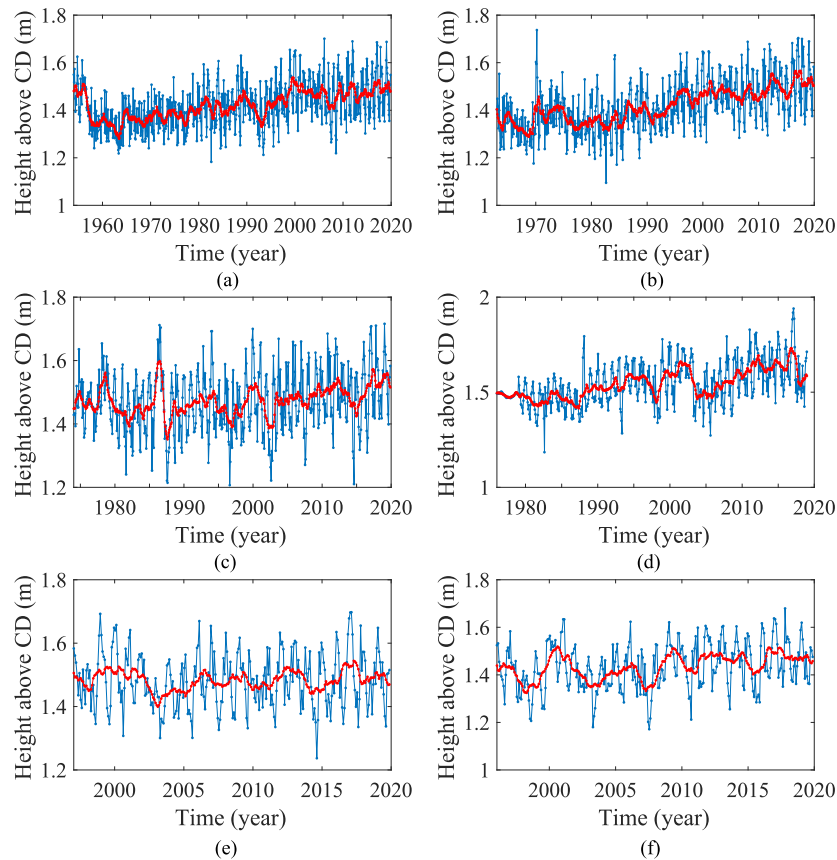 1.8
1.6
1.4
1.2
1
Height above CD (m)
1960 1970 1980 1990 2000 2010 2020
Time (year)
(a)
1.8
1.6
1.4
1.2
1
Height above CD (m)
1970 1980 1990 2000 2010 2020
Time (year)
(b)
1.8
1.6
1.4
1.2
Height above CD (m)
1980 1990 2000 2010 2020
Time (year)
(c)
2
1.5
1
Height above CD (m)
1980 1990 2000 2010 2020
Time (year)
(d)
1.8
1.6
1.4
1.2
Height above CD (m)
2000 2005 2010 2015 2020
Time (year)
(e)
1.8
1.6
1.4
1.2
1
Height above CD (m)
2000 2005 2010 2015 2020
Time (year)
(f)